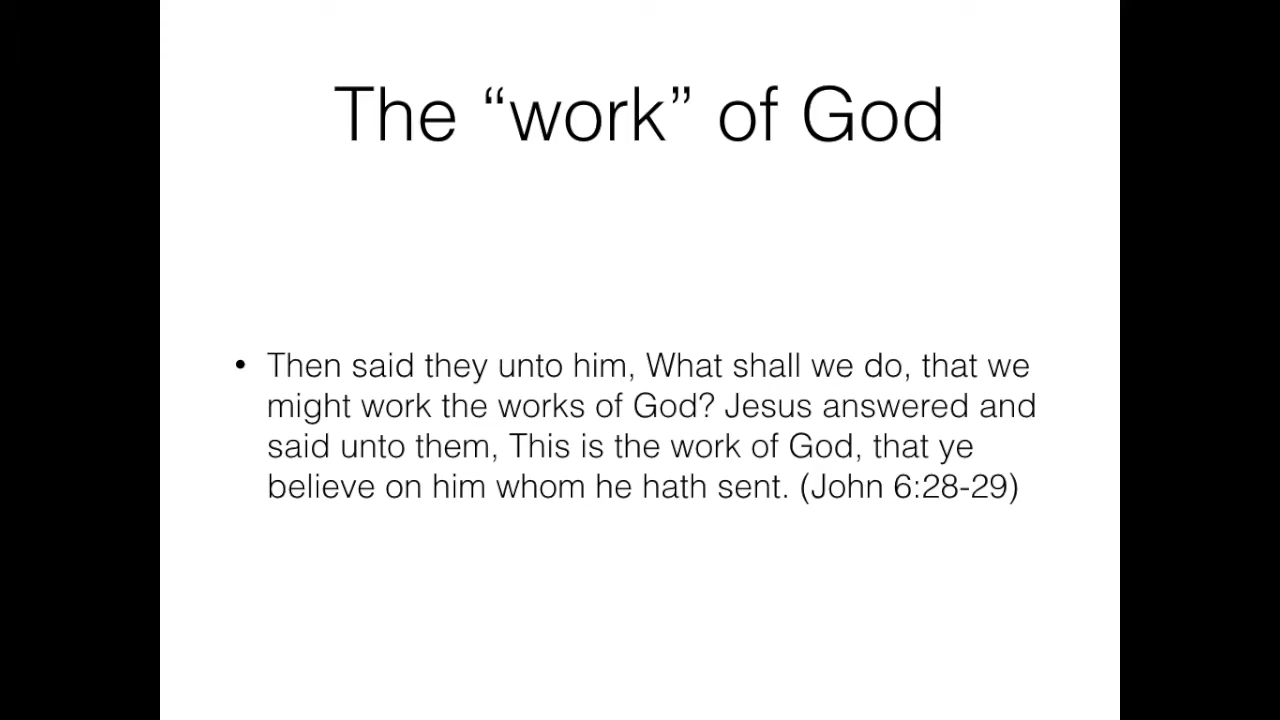 The “work” of God
• Then said they unto him, What shall we do, that we
might work the works of God? Jesus answered and
said unto them, This is the work of God, that ye
believe on him whom he hath sent. (John 6:28-29)